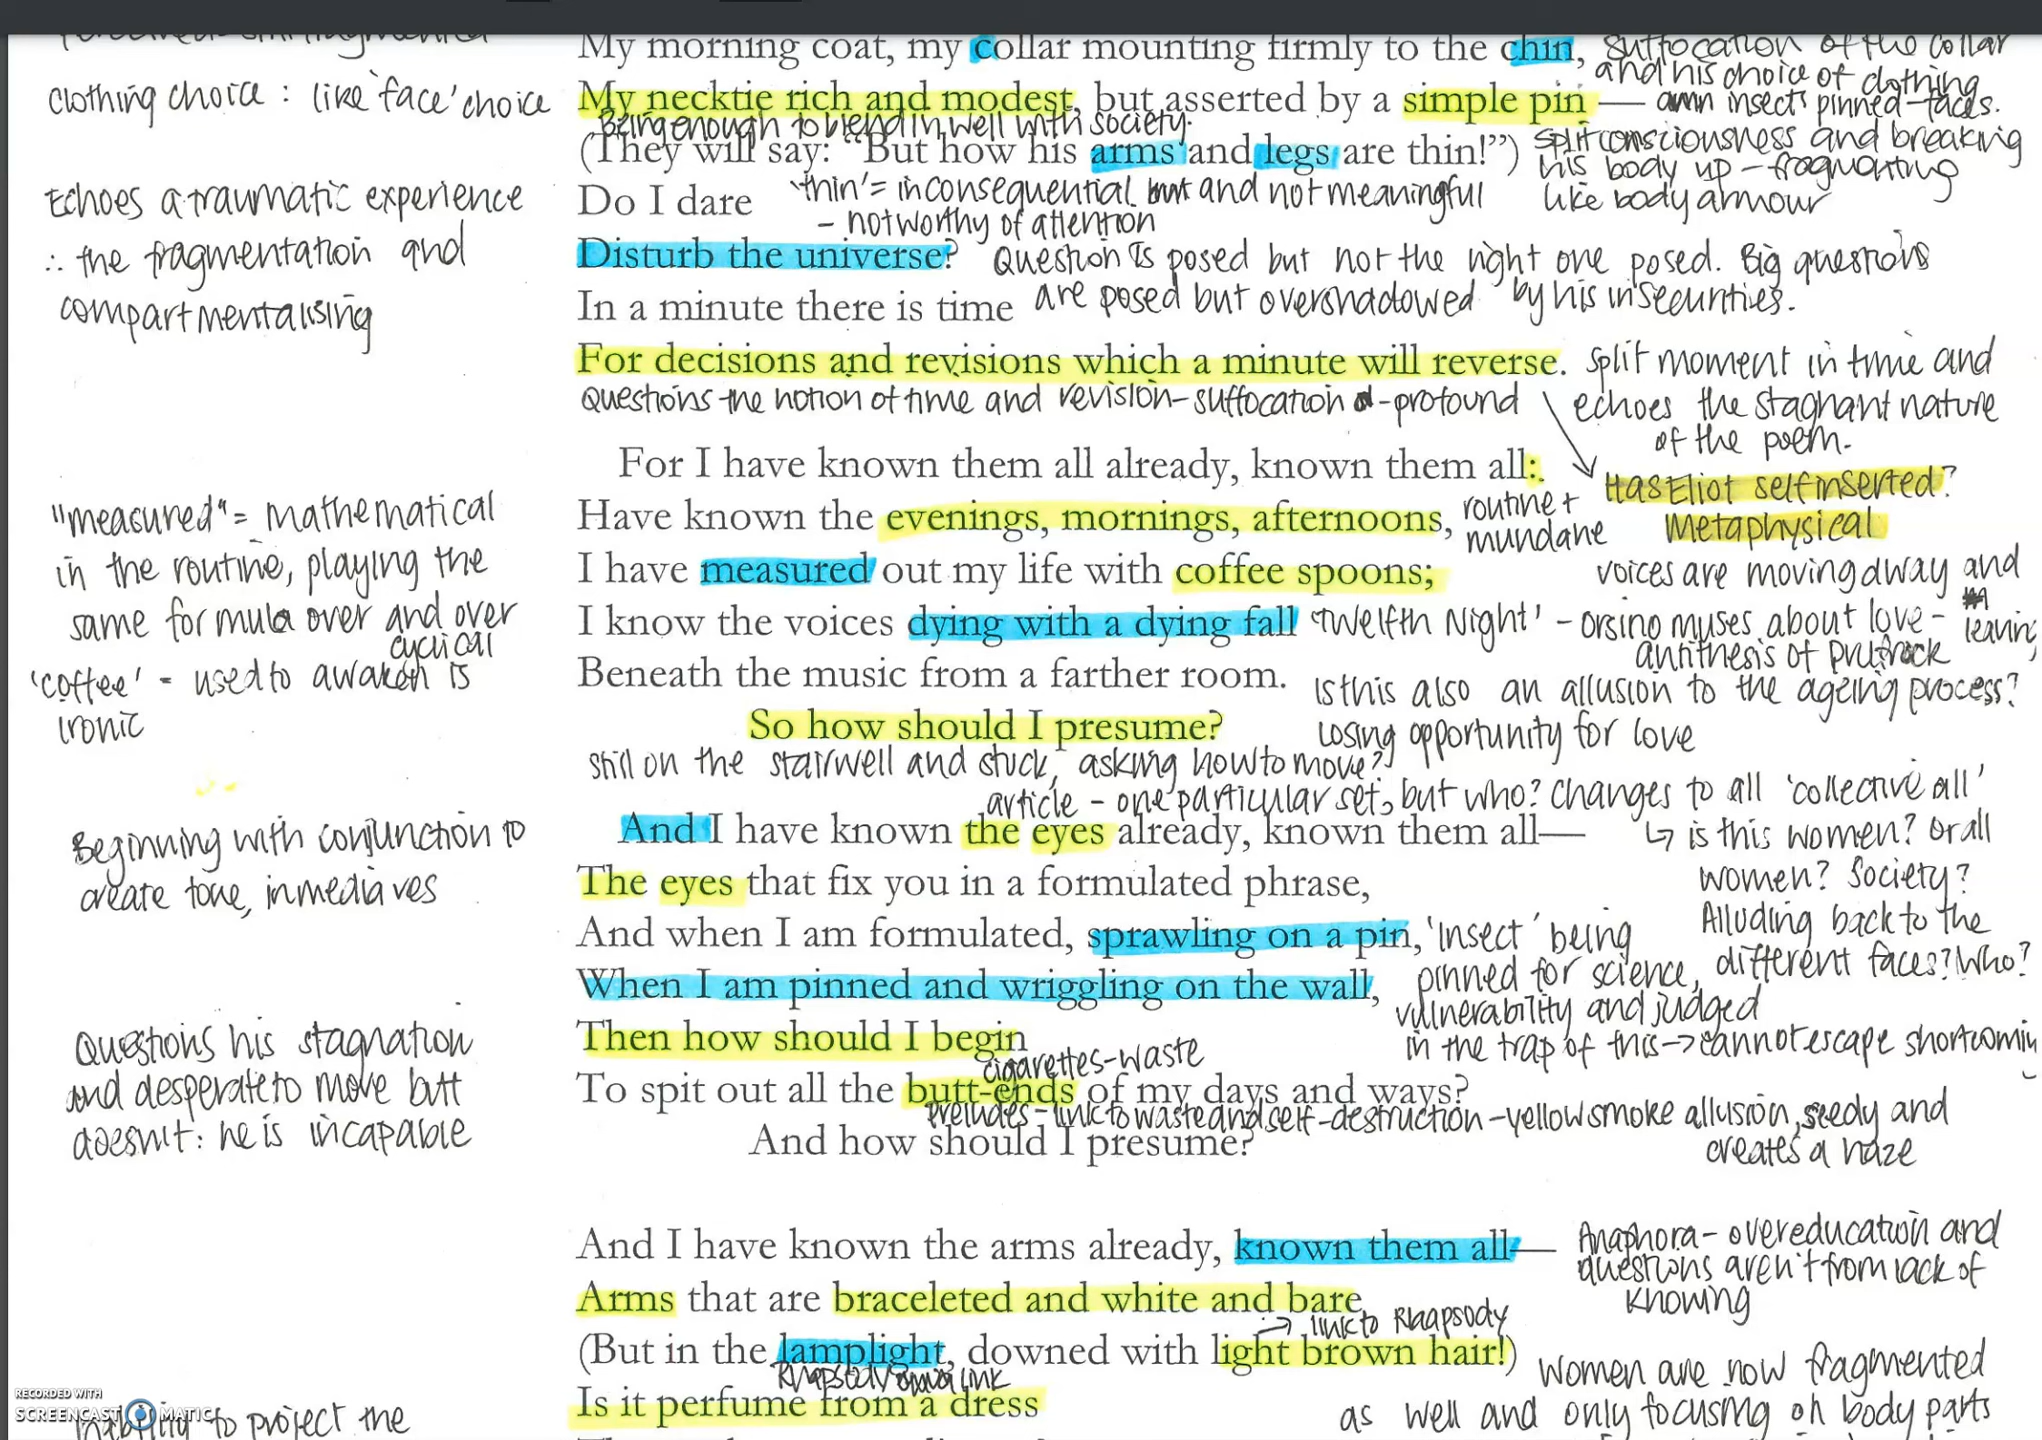 My morning coat, my collar mounting firmly to the chin,
suffocation of the collar
and his choice of clothing
clothing choice : like 'face' choice
My necktie rich and modest, but asserted by a simple pin —
insects pinned - faces.
Being enough to blend in well with society.
(They will say: "But how his arms and legs are thin!")
split consciousness and breaking
his body up - fragmenting
like body armour
Echoes a traumatic experience
∴ the fragmentation and
compartmentalising
Do I dare
'thin' = inconsequential and not meaningful
- not worthy of attention
Disturb the universe?
Question is posed but not the right one posed. Big questions
are posed but overshadowed by his insecurities.
In a minute there is time
For decisions and revisions which a minute will reverse.
split moment in time and
echoes the stagnant nature
of the poem.
Questions the notion of time and revision - suffocation - profound
For I have known them all already, known them all:
Has Eliot self inserted?
Metaphysical
Have known the evenings, mornings, afternoons,
routine +
mundane
"measured" = mathematical
in the routine, playing the
same formula over and over
cyclical
'coffee' - used to awaken is
ironic
I have measured out my life with coffee spoons;
voices are moving away and
leaving
I know the voices dying with a dying fall
'Twelfth Night' - Orsino muses about love -
antithesis of prufrock
Beneath the music from a farther room.
Is this also an allusion to the ageing process?
Losing opportunity for love
So how should I presume?
still on the stairwell and stuck, asking how to move?
article - one particular set, but who? changes to all 'collective all'
↳ is this women? Or all
women? Society?
Alluding back to the
different faces? Who?
Beginning with conjunction to
create tone, in media res
And I have known the eyes already, known them all—
The eyes that fix you in a formulated phrase,
And when I am formulated, sprawling on a pin,
'insect' being
pinned for science,
vulnerability and judged
in the trap of this → cannot escape shortcomin
When I am pinned and wriggling on the wall,
Questions his stagnation
and desperate to move but
doesn't : he is incapable
Then how should I begin
cigarettes - waste
To spit out all the butt-ends of my days and ways?
Preludes - link to waste and self-destruction - yellow smoke allusion, seedy and
creates a haze
And how should I presume?
And I have known the arms already, known them all—
Anaphora - overeducation and
questions aren't from lack of
knowing
Arms that are braceleted and white and bare
→ link to Rhapsody
(But in the lamplight, downed with light brown hair!)
Rhapsody link
Women are now fragmented
as well and only focusing on body parts
Is it perfume from a dress
RECORDED WITH
SCREENCAST O MATIC
inability to project the